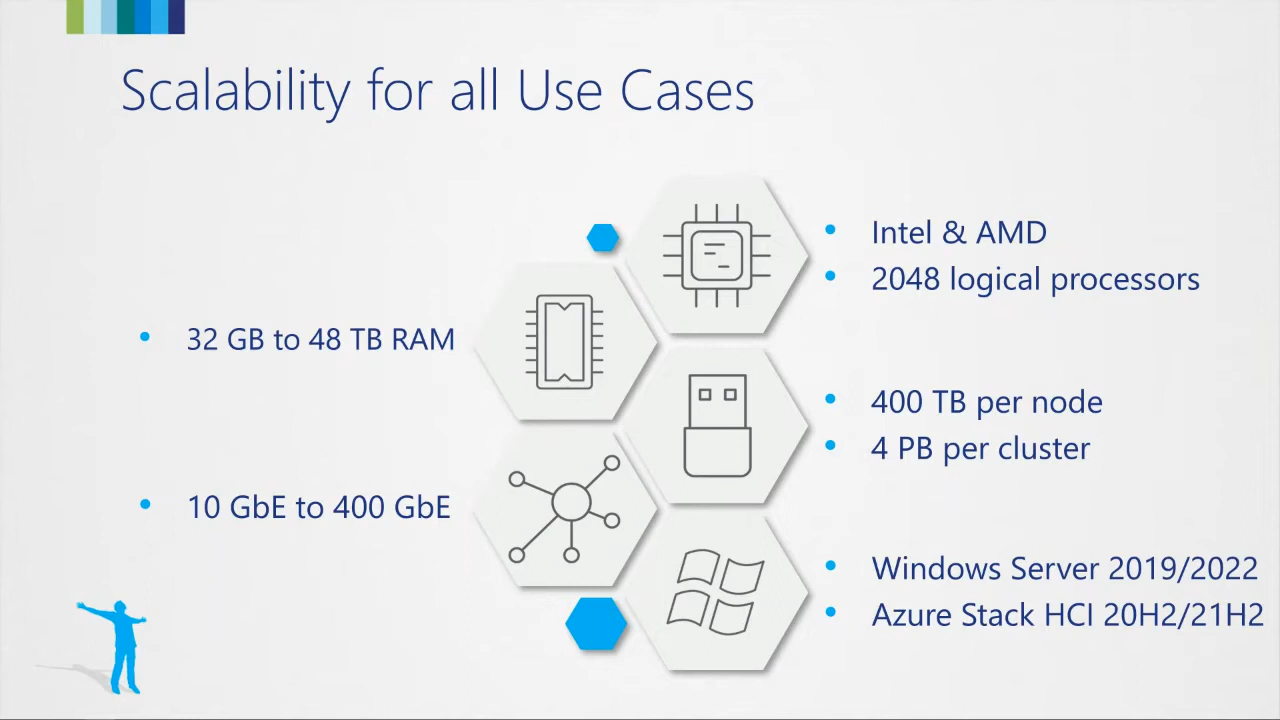 Scalability for all Use Cases
• Intel & AMD
• 2048 logical processors
• 32 GB to 48 TB RAM
• 400 TB per node
• 4 PB per cluster
• 10 GbE to 400 GbE
• Windows Server 2019/2022
• Azure Stack HCI 20H2/21H2